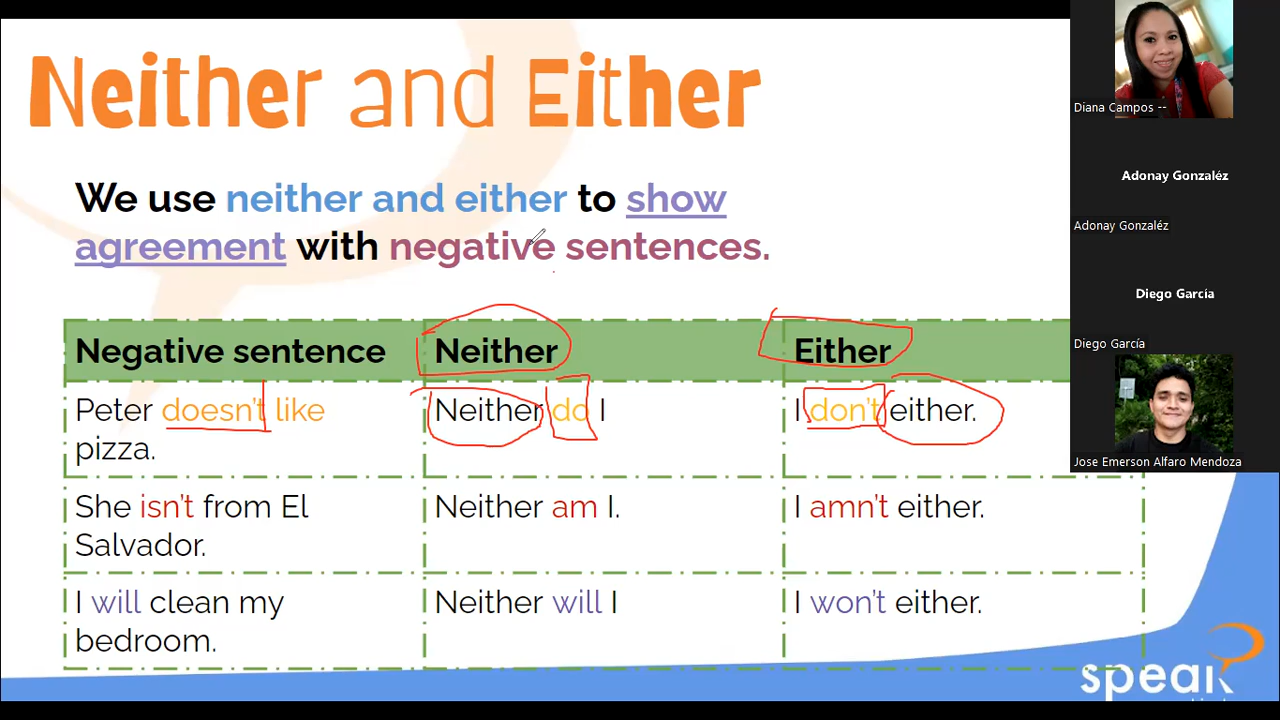 Neither and Either
We use neither and either to show
agreement with negative sentences.
Negative sentence
Neither
Either
Peter doesn't like
pizza.
Neither do I
I don't either.
She isn't from El
Salvador.
Neither am I.
I amn't either.
I will clean my
bedroom.
Neither will I
I won't either.
speak
Diana Campos --
Adonay Gonzaléz
Adonay Gonzaléz
Diego García
Diego García
Jose Emerson Alfaro Mendoza